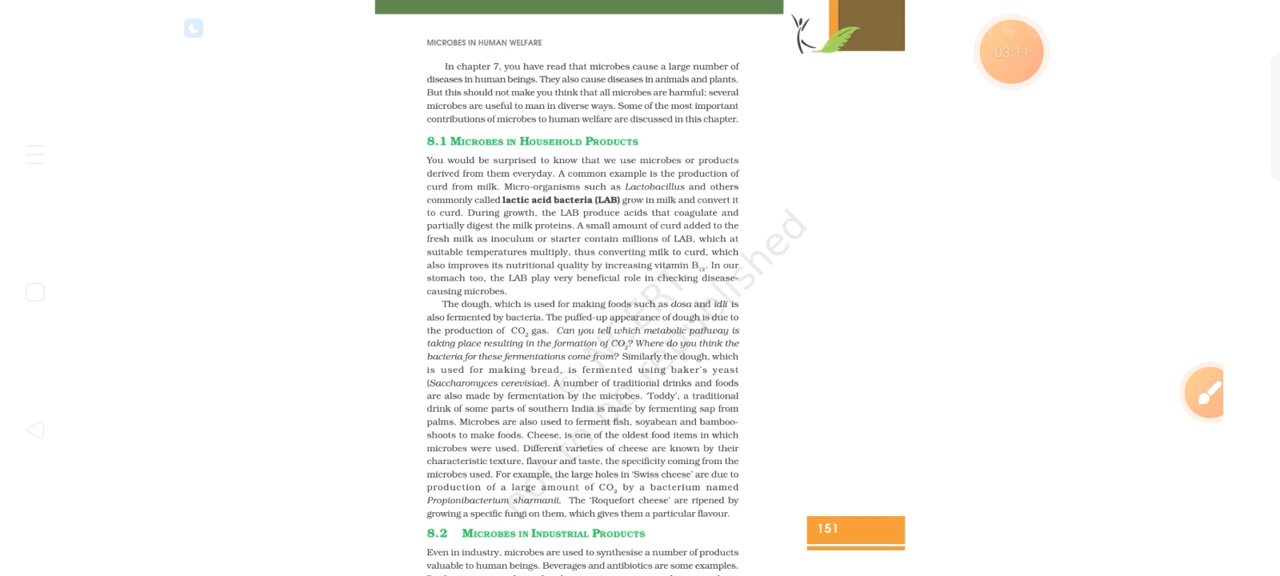 03:11
MICROBES IN HUMAN WELFARE
In chapter 7, you have read that microbes cause a large number of
diseases in human beings. They also cause diseases in animals and plants.
But this should not make you think that all microbes are harmful; several
microbes are useful to man in diverse ways. Some of the most important
contributions of microbes to human welfare are discussed in this chapter.
8.1 MICROBES IN HOUSEHOLD PRODUCTS
You would be surprised to know that we use microbes or products
derived from them everyday. A common example is the production of
curd from milk. Micro-organisms such as Lactobacillus and others
commonly called lactic acid bacteria (LAB) grow in milk and convert it
to curd. During growth, the LAB produce acids that coagulate and
partially digest the milk proteins. A small amount of curd added to the
fresh milk as inoculum or starter contain millions of LAB, which at
suitable temperatures multiply, thus converting milk to curd, which
also improves its nutritional quality by increasing vitamin B₁₂. In our
stomach too, the LAB play very beneficial role in checking disease-
causing microbes.
The dough, which is used for making foods such as dosa and idli is
also fermented by bacteria. The puffed-up appearance of dough is due to
the production of CO₂ gas. Can you tell which metabolic pathway is
taking place resulting in the formation of CO₂? Where do you think the
bacteria for these fermentations come from? Similarly the dough, which
is used for making bread, is fermented using baker's yeast
(Saccharomyces cerevisiae). A number of traditional drinks and foods
are also made by fermentation by the microbes. 'Toddy', a traditional
drink of some parts of southern India is made by fermenting sap from
palms. Microbes are also used to ferment fish, soyabean and bamboo-
shoots to make foods. Cheese, is one of the oldest food items in which
microbes were used. Different varieties of cheese are known by their
characteristic texture, flavour and taste, the specificity coming from the
microbes used. For example, the large holes in 'Swiss cheese' are due to
production of a large amount of CO₂ by a bacterium named
Propionibacterium sharmanii. The 'Roquefort cheese' are ripened by
growing a specific fungi on them, which gives them a particular flavour.
151
8.2 MICROBES IN INDUSTRIAL PRODUCTS
Even in industry, microbes are used to synthesise a number of products
valuable to human beings. Beverages and antibiotics are some examples.
© NCERT
not to be republished